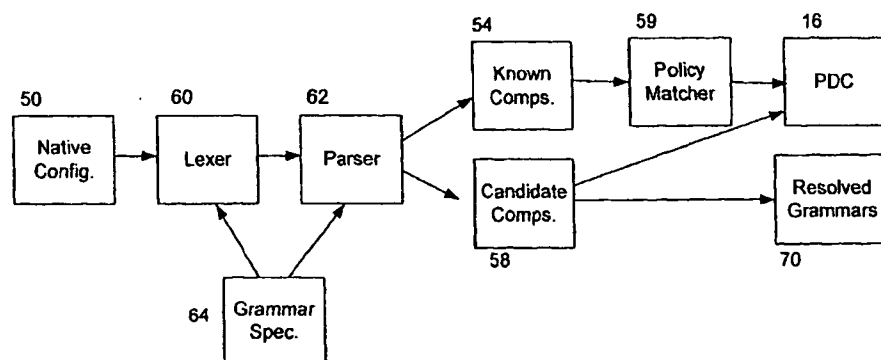 54
59
16
Known
Comps.
Policy
Matcher
PDC
50
60
62
Native
Config.
Lexer
Parser
Candidate
Comps.
Resolved
Grammars
58
70
64
Grammar
Spec.